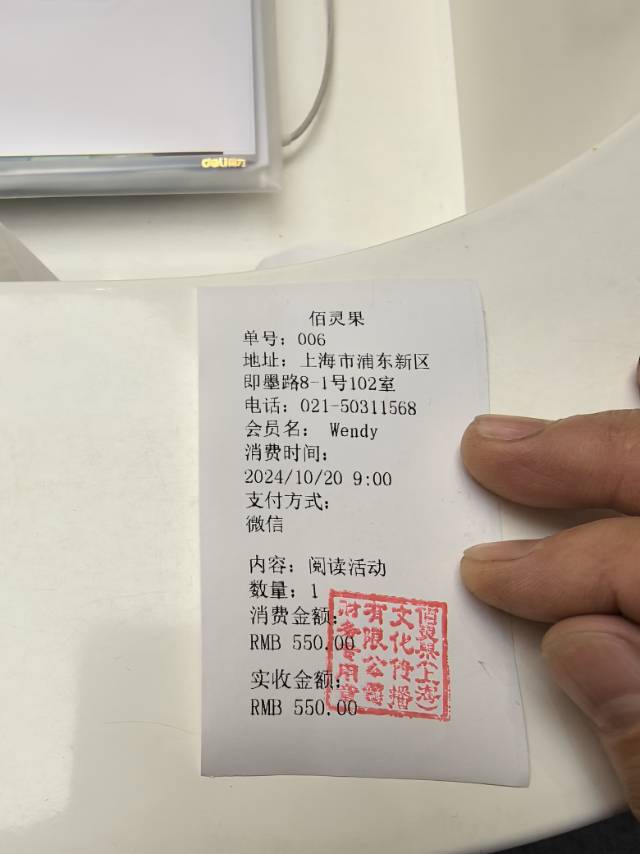 deli得力
佰灵果
单号：006
地址：上海市浦东新区
即墨路8-1号102室
电话：021-50311568
会员名： Wendy
消费时间：
2024/10/20 9:00
支付方式：
微信
内容：阅读活动
数量：1
消费金额：
RMB 550.00
实收金额：
RMB 550.00
佰灵果(上海)
文化传播
有限公司
财务专用章